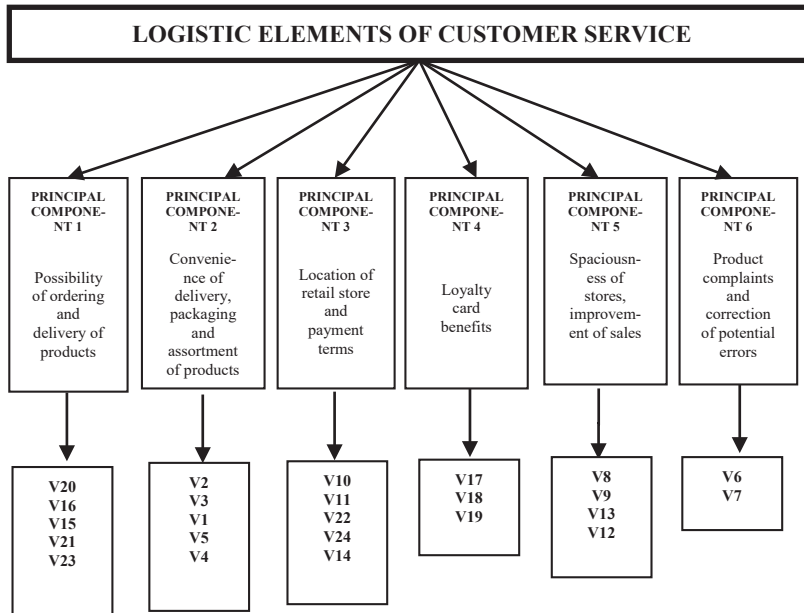 LOGISTIC ELEMENTS OF CUSTOMER SERVICE
PRINCIPAL
COMPONE-
NT 1
Possibility
of ordering
and
delivery of
products
PRINCIPAL
COMPONE-
NT 2
Convenie-
nce of
delivery,
packaging
and
assortment
of products
PRINCIPAL
COMPONE-
NT 3
Location of
retail store
and
payment
terms
PRINCIPAL
COMPONE-
NT 4
Loyalty
card
benefits
PRINCIPAL
COMPONE-
NT 5
Spaciousn-
ess of
stores,
improvem-
ent of sales
PRINCIPAL
COMPONE-
NT 6
Product
complaints
and
correction
of potential
errors
V20
V16
V15
V21
V23
V2
V3
V1
V5
V4
V10
V11
V22
V24
V14
V17
V18
V19
V8
V9
V13
V12
V6
V7